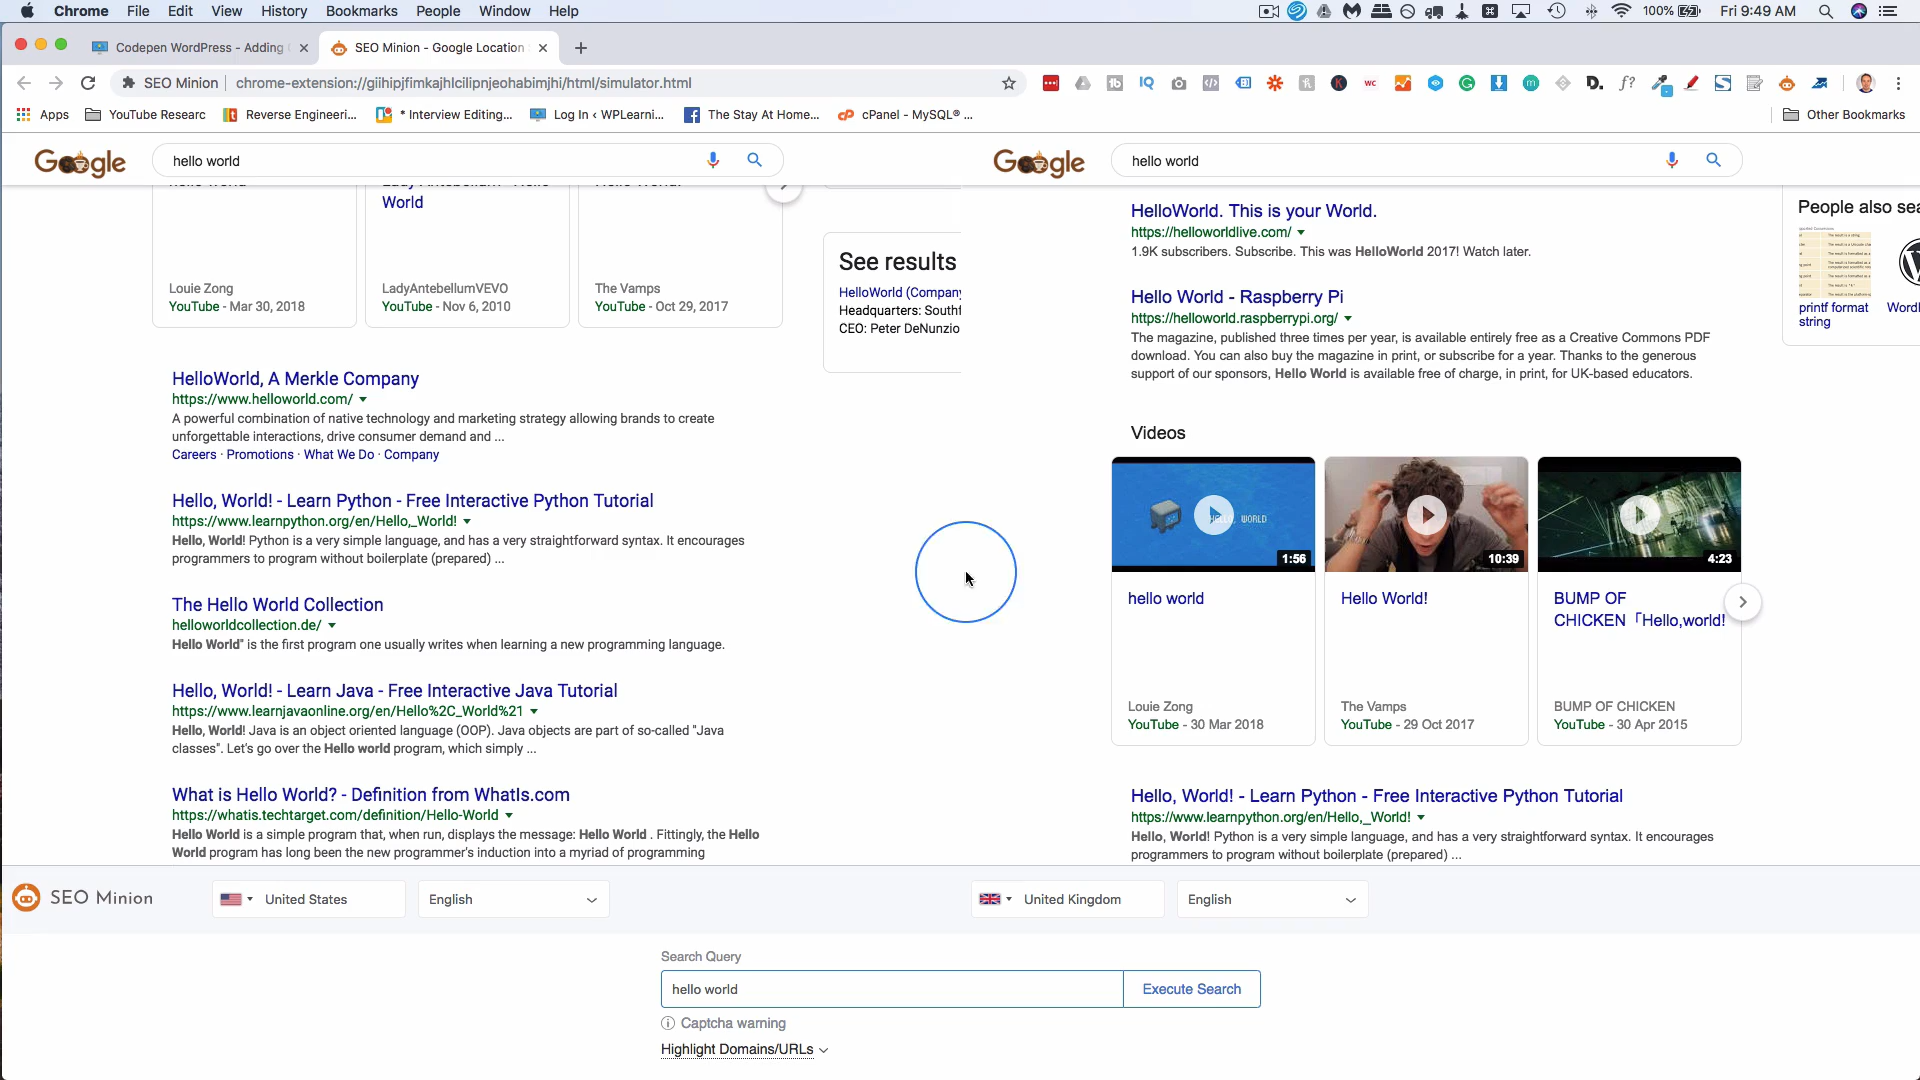 Chrome File Edit View History Bookmarks People Window Help
100% Fri 9:49 AM
Codepen WordPress - Adding
SEO Minion - Google Location
SEO Minion chrome-extension://giihipjfimkajhlcilipnjeohabimjhi/html/simulator.html
Apps YouTube Researc Reverse Engineeri... * Interview Editing... Log In ‹ WPLearni... The Stay At Home... cPanel - MySQL® ... Other Bookmarks
Google hello world
World
Louie Zong
YouTube - Mar 30, 2018
LadyAntebellumVEVO
YouTube - Nov 6, 2010
The Vamps
YouTube - Oct 29, 2017
See results
HelloWorld (Company
Headquarters: South
CEO: Peter DeNunzio
HelloWorld, A Merkle Company
https://www.helloworld.com/
A powerful combination of native technology and marketing strategy allowing brands to create
unforgettable interactions, drive consumer demand and ...
Careers · Promotions · What We Do · Company
Hello, World! - Learn Python - Free Interactive Python Tutorial
https://www.learnpython.org/en/Hello,_World!
Hello, World! Python is a very simple language, and has a very straightforward syntax. It encourages
programmers to program without boilerplate (prepared) ...
The Hello World Collection
helloworldcollection.de/
Hello World" is the first program one usually writes when learning a new programming language.
Hello, World! - Learn Java - Free Interactive Java Tutorial
https://www.learnjavaonline.org/en/Hello%2C_World%21
Hello, World! Java is an object oriented language (OOP). Java objects are part of so-called "Java
classes". Let's go over the Hello world program, which simply ...
What is Hello World? - Definition from WhatIs.com
https://whatis.techtarget.com/definition/Hello-World
Hello World is a simple program that, when run, displays the message: Hello World . Fittingly, the Hello
World program has long been the new programmer's induction into a myriad of programming
Google hello world
HelloWorld. This is your World.
https://helloworldlive.com/
1.9K subscribers. Subscribe. This was HelloWorld 2017! Watch later.
Hello World - Raspberry Pi
https://helloworld.raspberrypi.org/
The magazine, published three times per year, is available entirely free as a Creative Commons PDF
download. You can also buy the magazine in print, or subscribe for a year. Thanks to the generous
support of our sponsors, Hello World is available free of charge, in print, for UK-based educators.
People also sea
printf format
string
Word
Videos
WORLD
1:56
10:39
4:23
hello world
Louie Zong
YouTube - 30 Mar 2018
Hello World!
The Vamps
YouTube - 29 Oct 2017
BUMP OF
CHICKEN「Hello,world!
BUMP OF CHICKEN
YouTube - 30 Apr 2015
Hello, World! - Learn Python - Free Interactive Python Tutorial
https://www.learnpython.org/en/Hello,_World!
Hello, World! Python is a very simple language, and has a very straightforward syntax. It encourages
programmers to program without boilerplate (prepared) ...
SEO Minion United States English United Kingdom English
Search Query
hello world Execute Search
Captcha warning
Highlight Domains/URLs